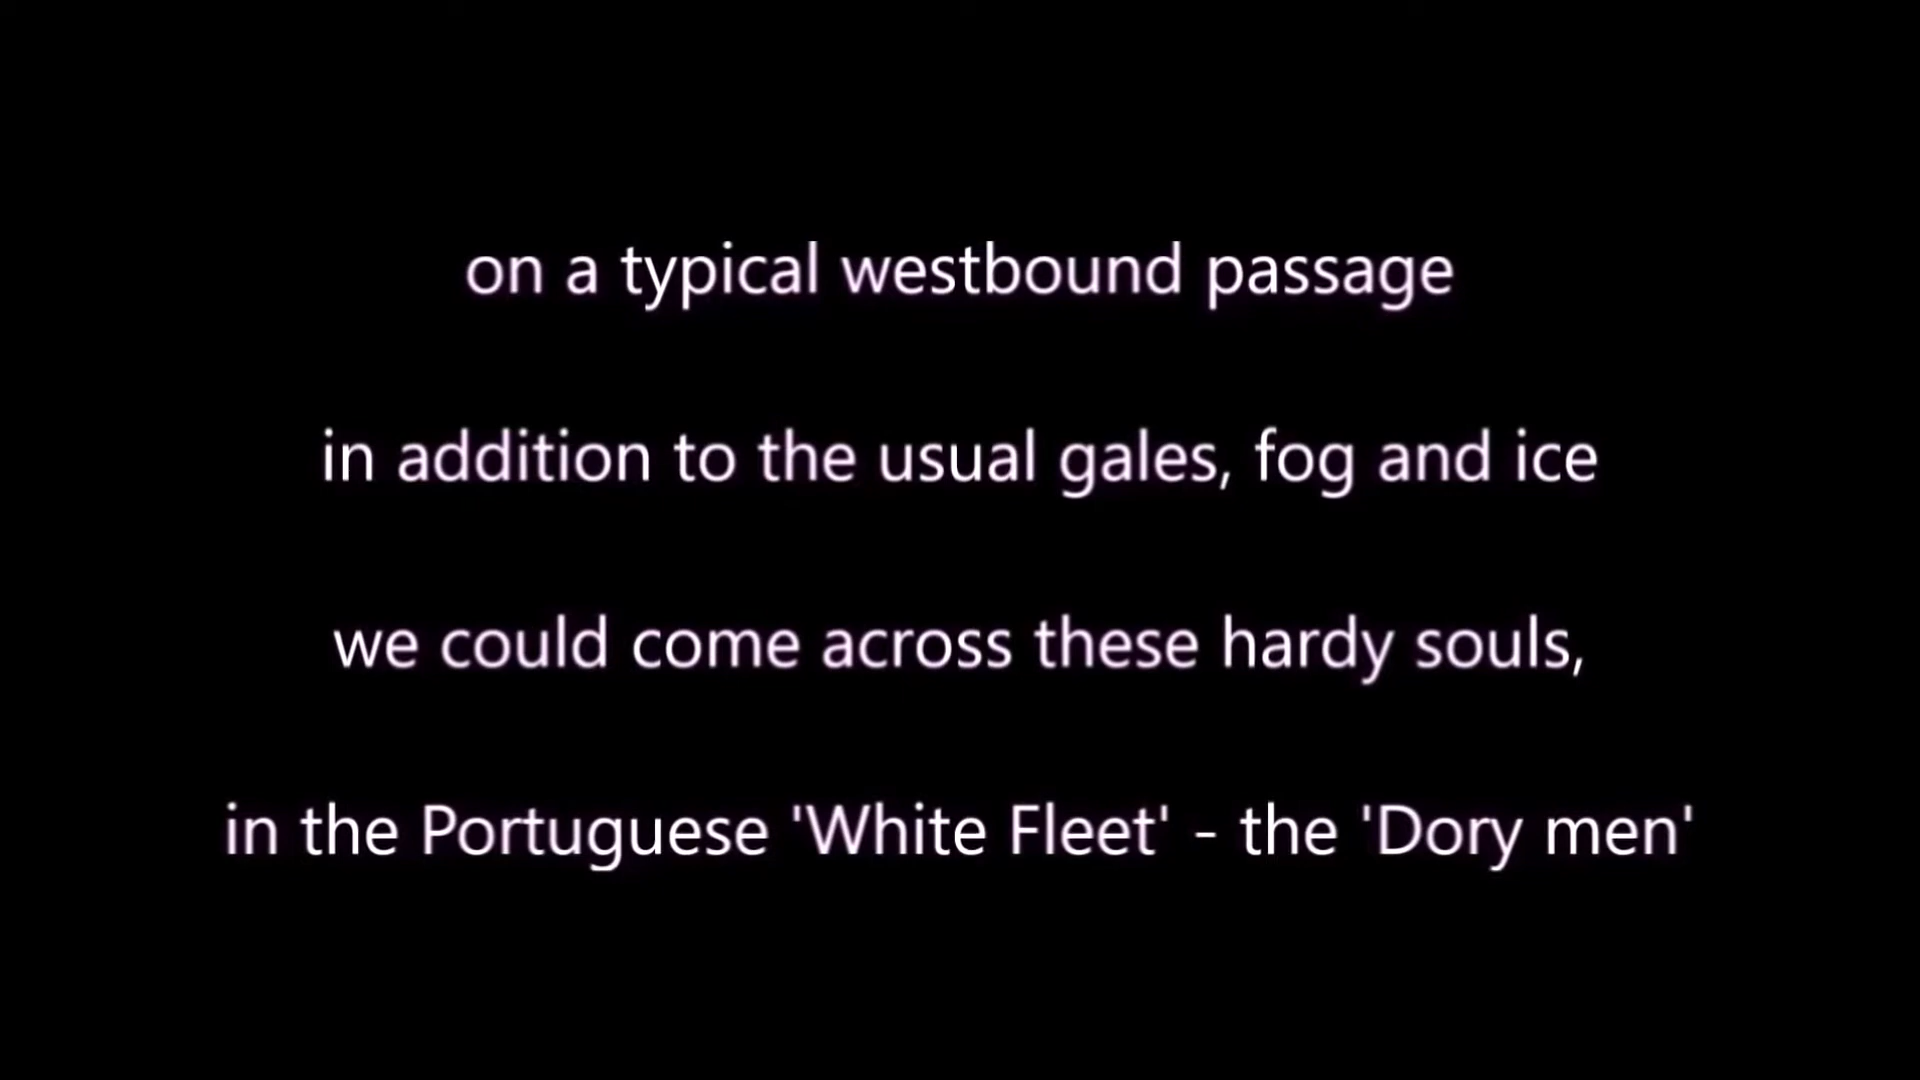 on a typical westbound passage
in addition to the usual gales, fog and ice
we could come across these hardy souls,
in the Portuguese 'White Fleet' - the 'Dory men'